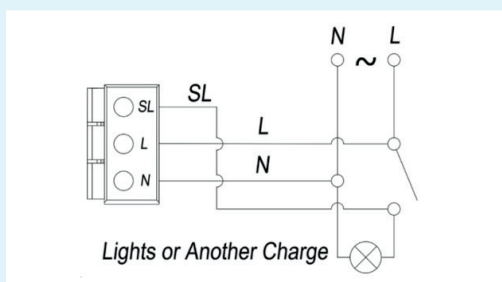 N ~ L
SL SL
L L
N N
Lights or Another Charge